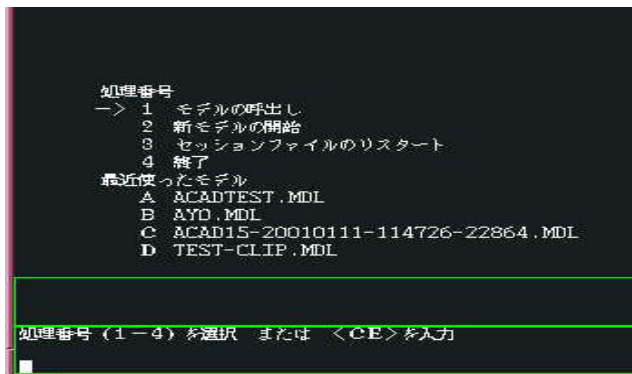 処理番号
－> 1 モデルの呼出し
2 新モデルの開始
3 セッションファイルのリスタート
4 終了
最近使ったモデル
A ACADTEST.MDL
B AYO.MDL
C ACAD15-20010111-114726-22864.MDL
D TEST-CLIP.MDL
処理番号 (1－4) を選択 または <CE>を入力